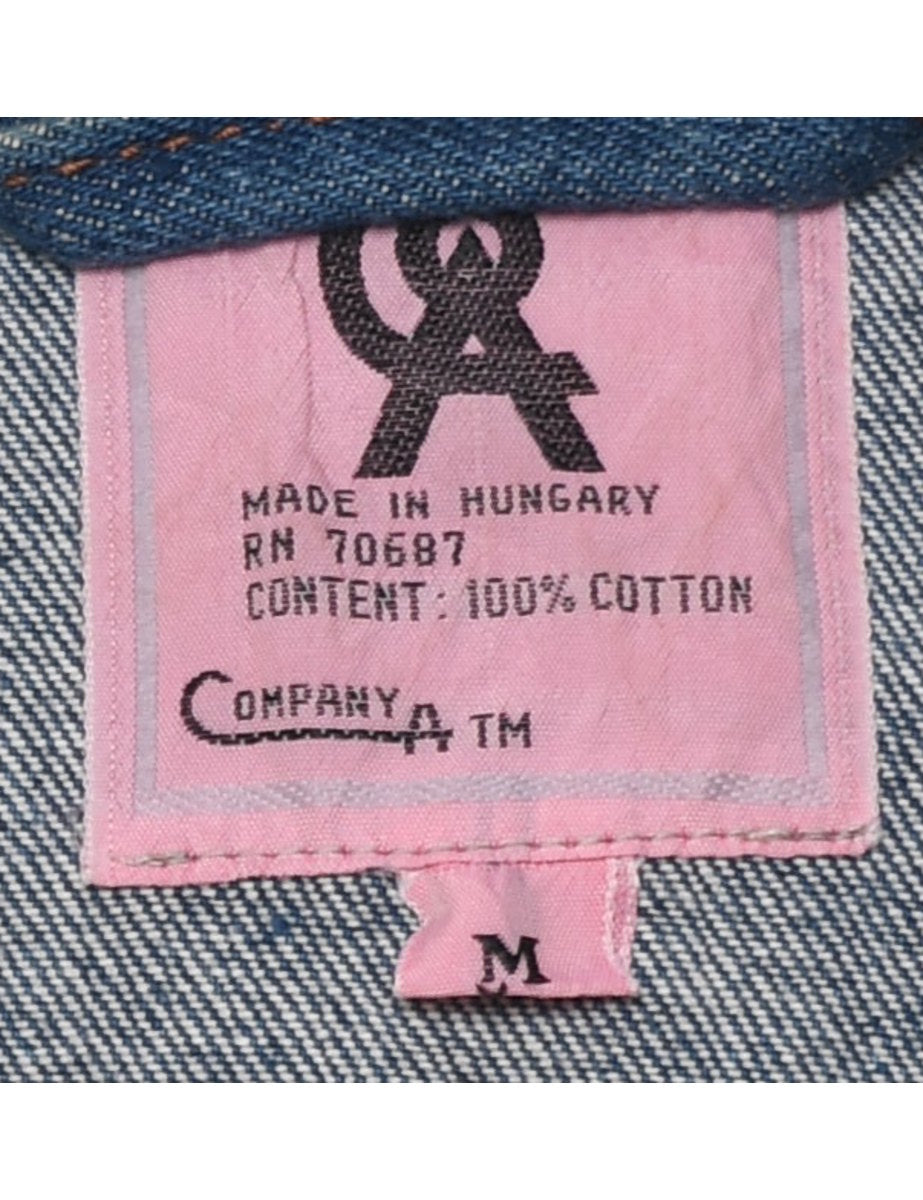 MADE IN HUNGARY
RN 70687
CONTENT: 100% COTTON
COMPANY A TM
M